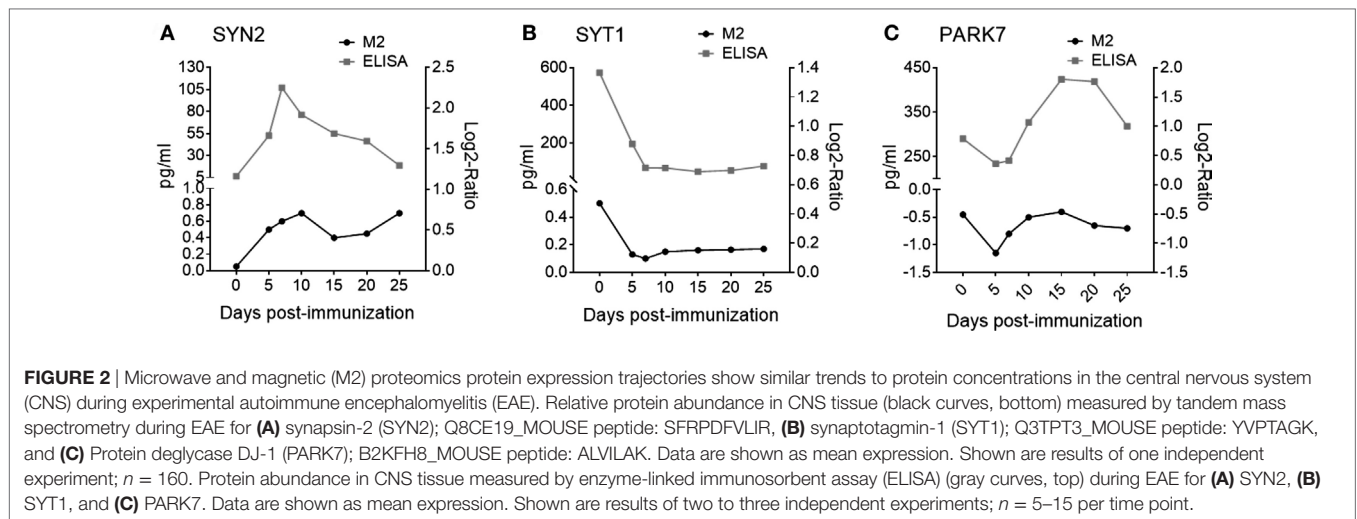 A SYN2
M2
ELISA
130
105
80
55
30
5
1.0
0.8
0.6
0.4
0.2
0.0
pg/ml
2.5
2.0
1.5
1.0
0.5
0.0
Log2-Ratio
0 5 10 15 20 25
Days post-immunization
B SYT1
M2
ELISA
600
400
200
0.6
0.4
0.2
0.0
pg/ml
1.4
1.2
1.0
0.8
0.6
0.4
0.2
0.0
Log2-Ratio
0 5 10 15 20 25
Days post-immunization
C PARK7
M2
ELISA
450
350
250
0.0
-0.5
-1.0
-1.5
pg/ml
2.0
1.5
1.0
0.5
0.0
-0.5
-1.0
-1.5
Log2-Ratio
0 5 10 15 20 25
Days post-immunization
FIGURE 2 | Microwave and magnetic (M2) proteomics protein expression trajectories show similar trends to protein concentrations in the central nervous system
(CNS) during experimental autoimmune encephalomyelitis (EAE). Relative protein abundance in CNS tissue (black curves, bottom) measured by tandem mass
spectrometry during EAE for (A) synapsin-2 (SYN2); Q8CE19_MOUSE peptide: SFRPDFVLIR, (B) synaptotagmin-1 (SYT1); Q3TPT3_MOUSE peptide: YVPTAGK,
and (C) Protein deglycase DJ-1 (PARK7); B2KFH8_MOUSE peptide: ALVILAK. Data are shown as mean expression. Shown are results of one independent
experiment; n = 160. Protein abundance in CNS tissue measured by enzyme-linked immunosorbent assay (ELISA) (gray curves, top) during EAE for (A) SYN2, (B)
SYT1, and (C) PARK7. Data are shown as mean expression. Shown are results of two to three independent experiments; n = 5–15 per time point.